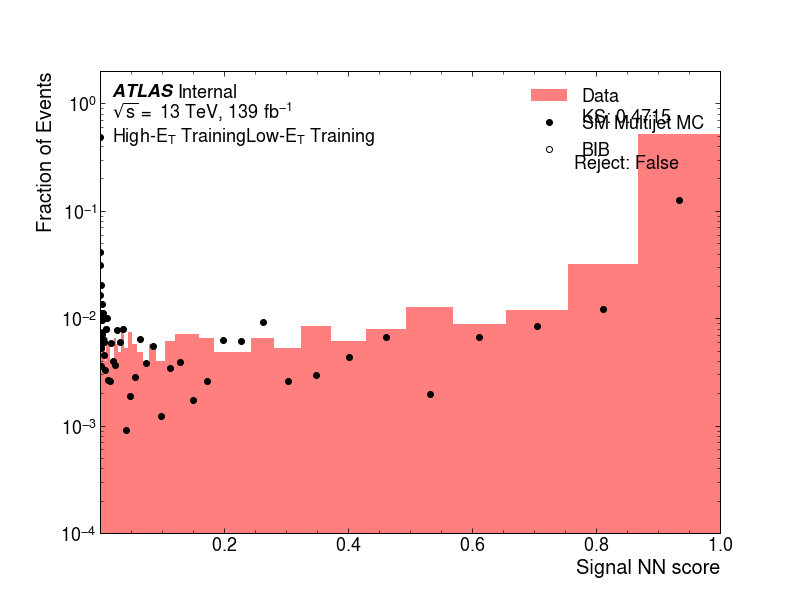 ATLAS Internal
√s = 13 TeV, 139 fb⁻¹
High-E_T TrainingLow-E_T Training
Data
KS: 0.4715
SM Multijet MC
BIB
Reject: False
Fraction of Events
10⁰
10⁻¹
10⁻²
10⁻³
10⁻⁴
0.2 0.4 0.6 0.8 1.0
Signal NN score